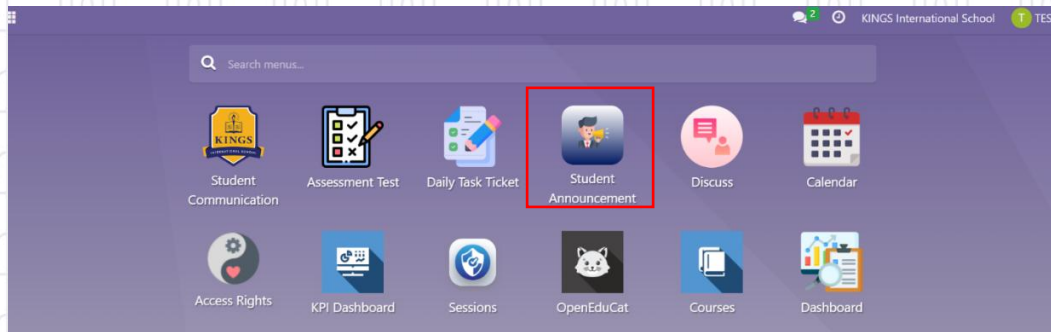 2
KINGS International School
T
TES
Search menus...
KINGS
Student
Communication
Assessment Test
Daily Task Ticket
Student
Announcement
Discuss
Calendar
Access Rights
KPI Dashboard
Sessions
OpenEduCat
Courses
Dashboard